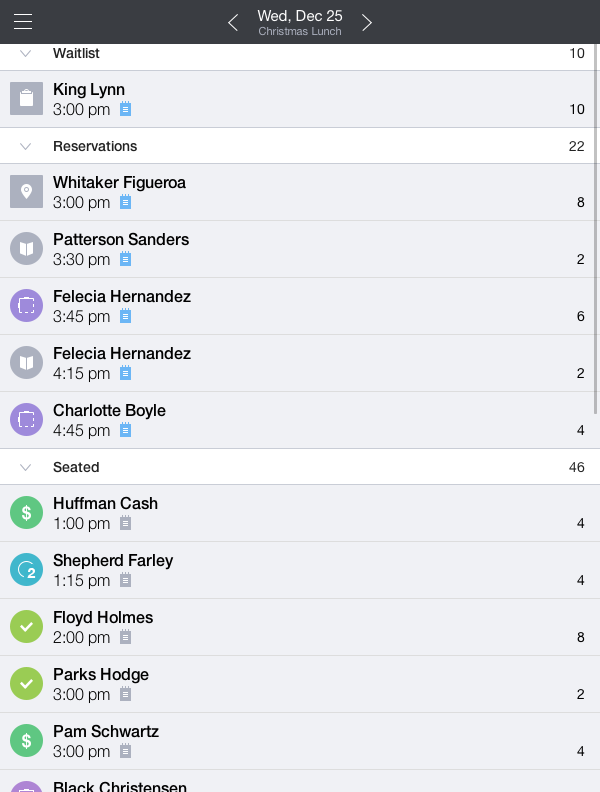 Wed, Dec 25
Christmas Lunch
Waitlist 10
King Lynn
3:00 pm 10
Reservations 22
Whitaker Figueroa
3:00 pm 8
Patterson Sanders
3:30 pm 2
Felecia Hernandez
3:45 pm 6
Felecia Hernandez
4:15 pm 2
Charlotte Boyle
4:45 pm 4
Seated 46
$ Huffman Cash
1:00 pm 4
2 Shepherd Farley
1:15 pm 4
Floyd Holmes
2:00 pm 8
Parks Hodge
3:00 pm 2
$ Pam Schwartz
3:00 pm 4
Black Christensen